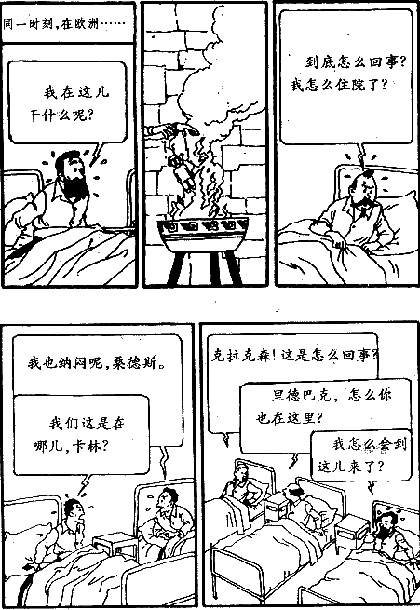 同一时刻，在欧洲……
我在这儿
干什么呢？
到底怎么回事？
我怎么住院了？
我也纳闷呢，桑德斯。
我们这是在
哪儿，卡林？
克拉克森！这是怎么回事？
旦德巴克，怎么你
也在这里？
我怎么会到
这儿来了？